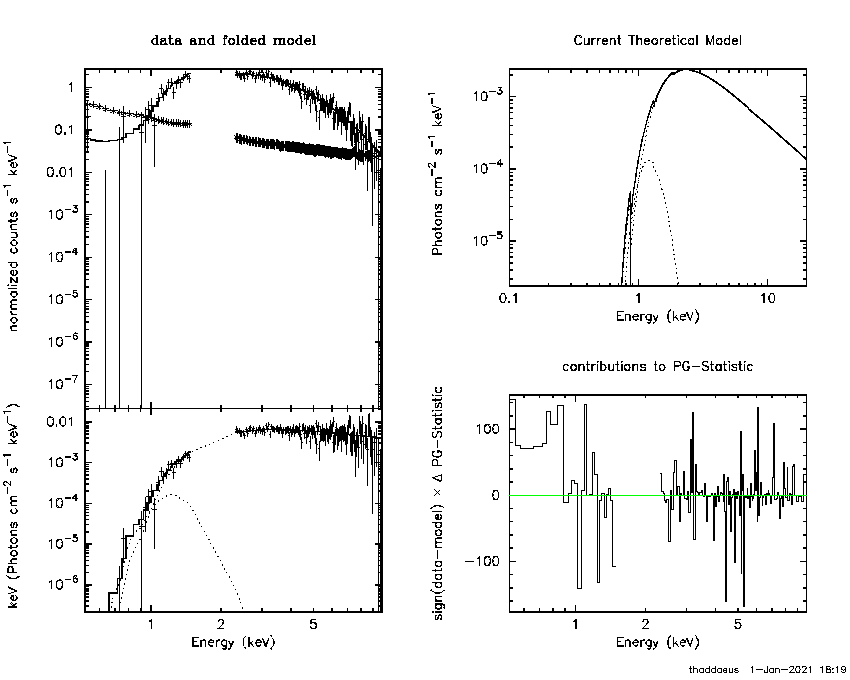 data and folded model
normalized counts s⁻¹ keV⁻¹
1
0.1
0.01
10⁻³
10⁻⁴
10⁻⁵
10⁻⁶
10⁻⁷
keV (Photons cm⁻² s⁻¹ keV⁻¹)
0.01
10⁻³
10⁻⁴
10⁻⁵
10⁻⁶
1 2 5
Energy (keV)
Current Theoretical Model
Photons cm⁻² s⁻¹ keV⁻¹
10⁻³
10⁻⁴
10⁻⁵
0.1 1 10
Energy (keV)
contributions to PG−Statistic
sign(data−model) × Δ PG−Statistic
100
0
−100
1 2 5
Energy (keV)
thaddaeus 1−Jan−2021 18:19